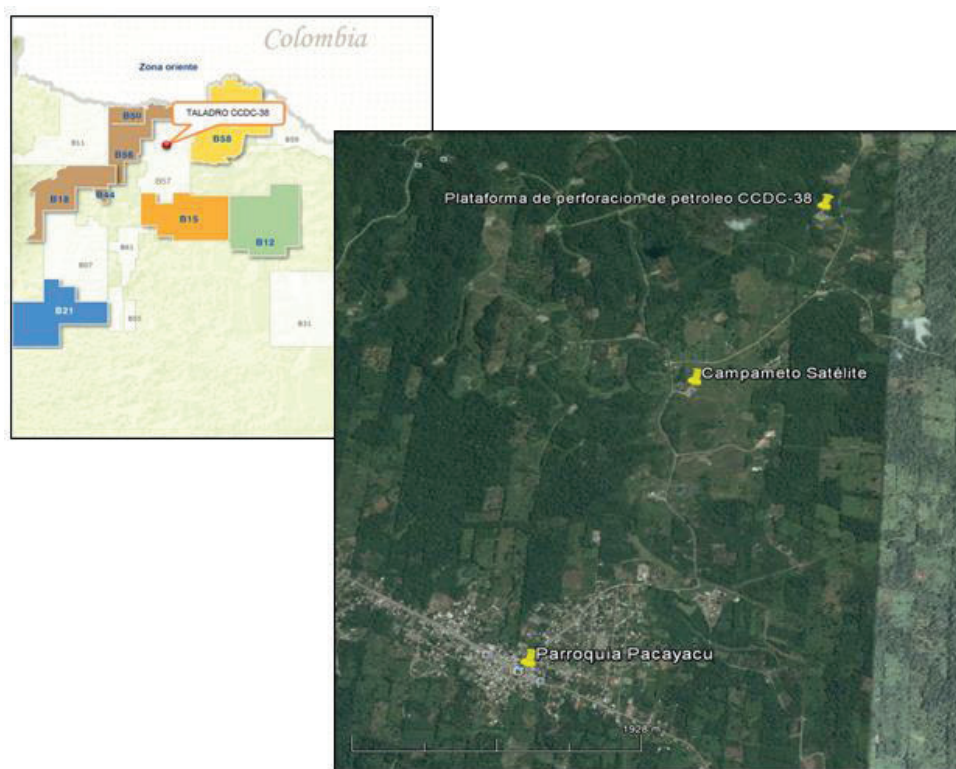 Colombia
Zona oriente
TALADRO CCDC-38
B50
B11
B58
B59
B56
B57
B44
B18
B15
B12
B61
B07
B21
B55
B31
Plataforma de perforacion de petroleo CCDC-38
Campameto Satélite
Parroquia Pacayacu
1928 m